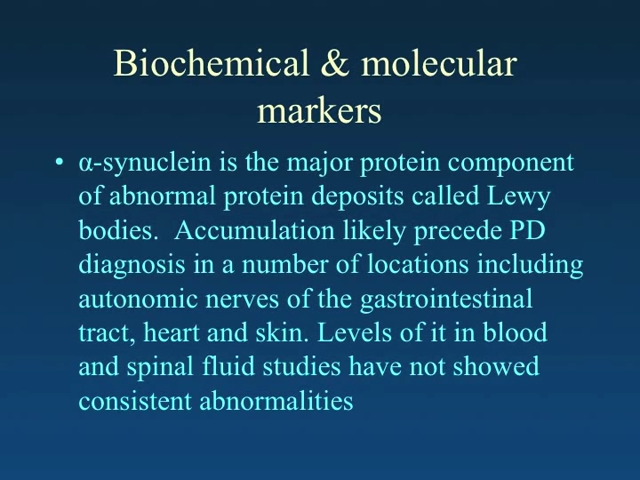 Biochemical & molecular
markers
• α-synuclein is the major protein component
of abnormal protein deposits called Lewy
bodies.  Accumulation likely precede PD
diagnosis in a number of locations including
autonomic nerves of the gastrointestinal
tract, heart and skin. Levels of it in blood
and spinal fluid studies have not showed
consistent abnormalities